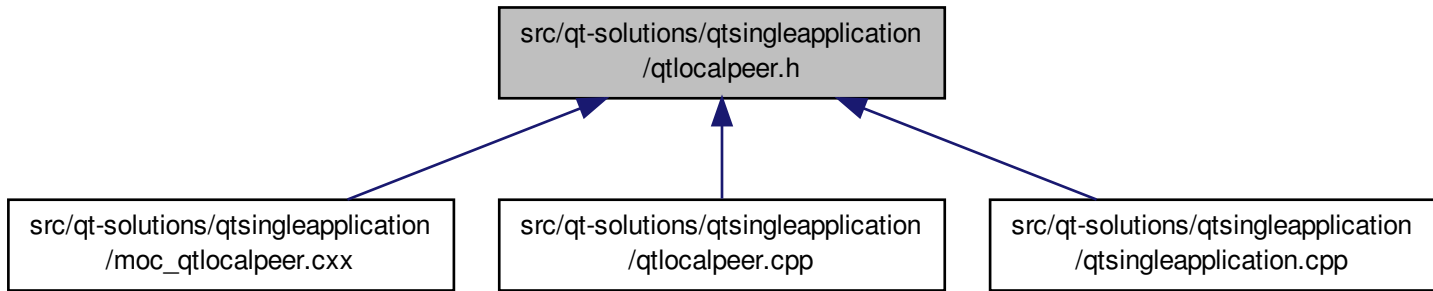 src/qt-solutions/qtsingleapplication
/qtlocalpeer.h
src/qt-solutions/qtsingleapplication
/moc_qtlocalpeer.cxx
src/qt-solutions/qtsingleapplication
/qtlocalpeer.cpp
src/qt-solutions/qtsingleapplication
/qtsingleapplication.cpp